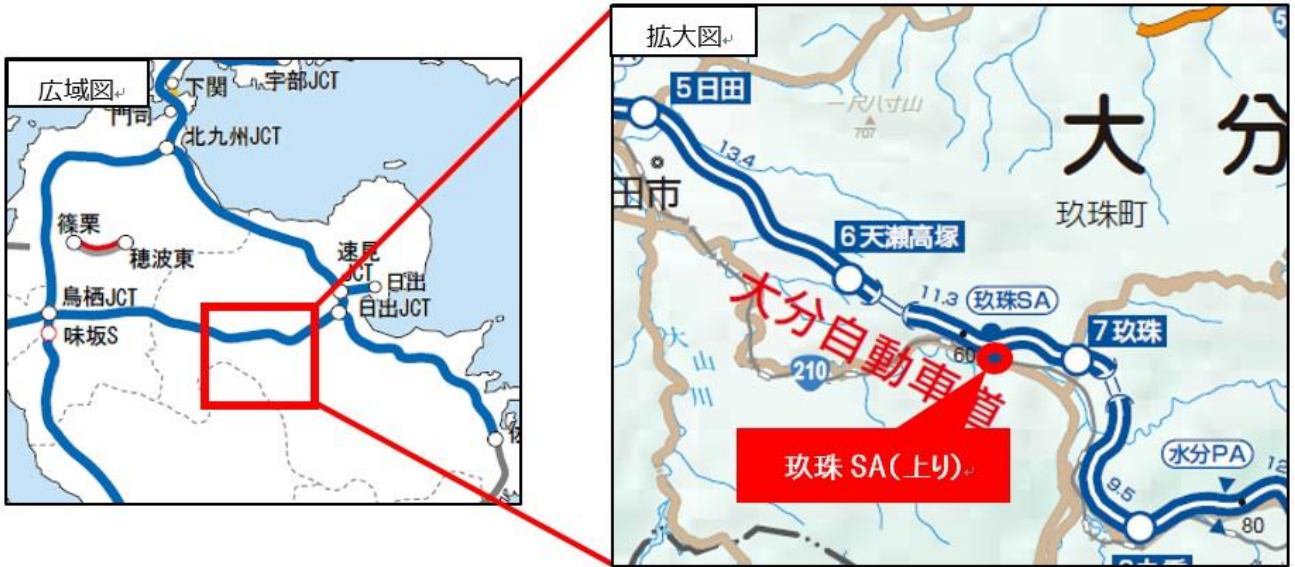 広域図
下関
宇部JCT
門司
北九州JCT
篠栗
穂波東
速見
JCT
日出
日出JCT
鳥栖JCT
味坂S
拡大図
5日田
一尺八寸山
707
大分
13.4
田市
玖珠町
6天瀬高塚
11.3
玖珠SA
7玖珠
大分自動車道
60
210
大山川
玖珠SA(上り)
水分PA
9.5
12
80